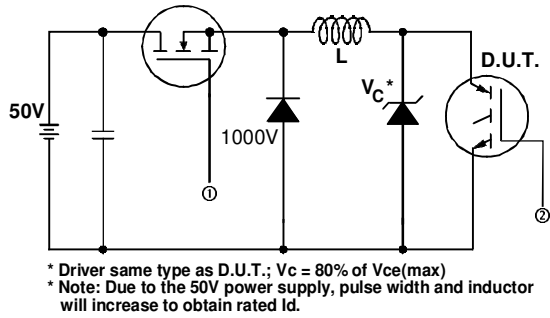 L
D.U.T.
V_C*
50V
1000V
①
②
* Driver same type as D.U.T.; Vc = 80% of Vce(max)
* Note: Due to the 50V power supply, pulse width and inductor
will increase to obtain rated Id.